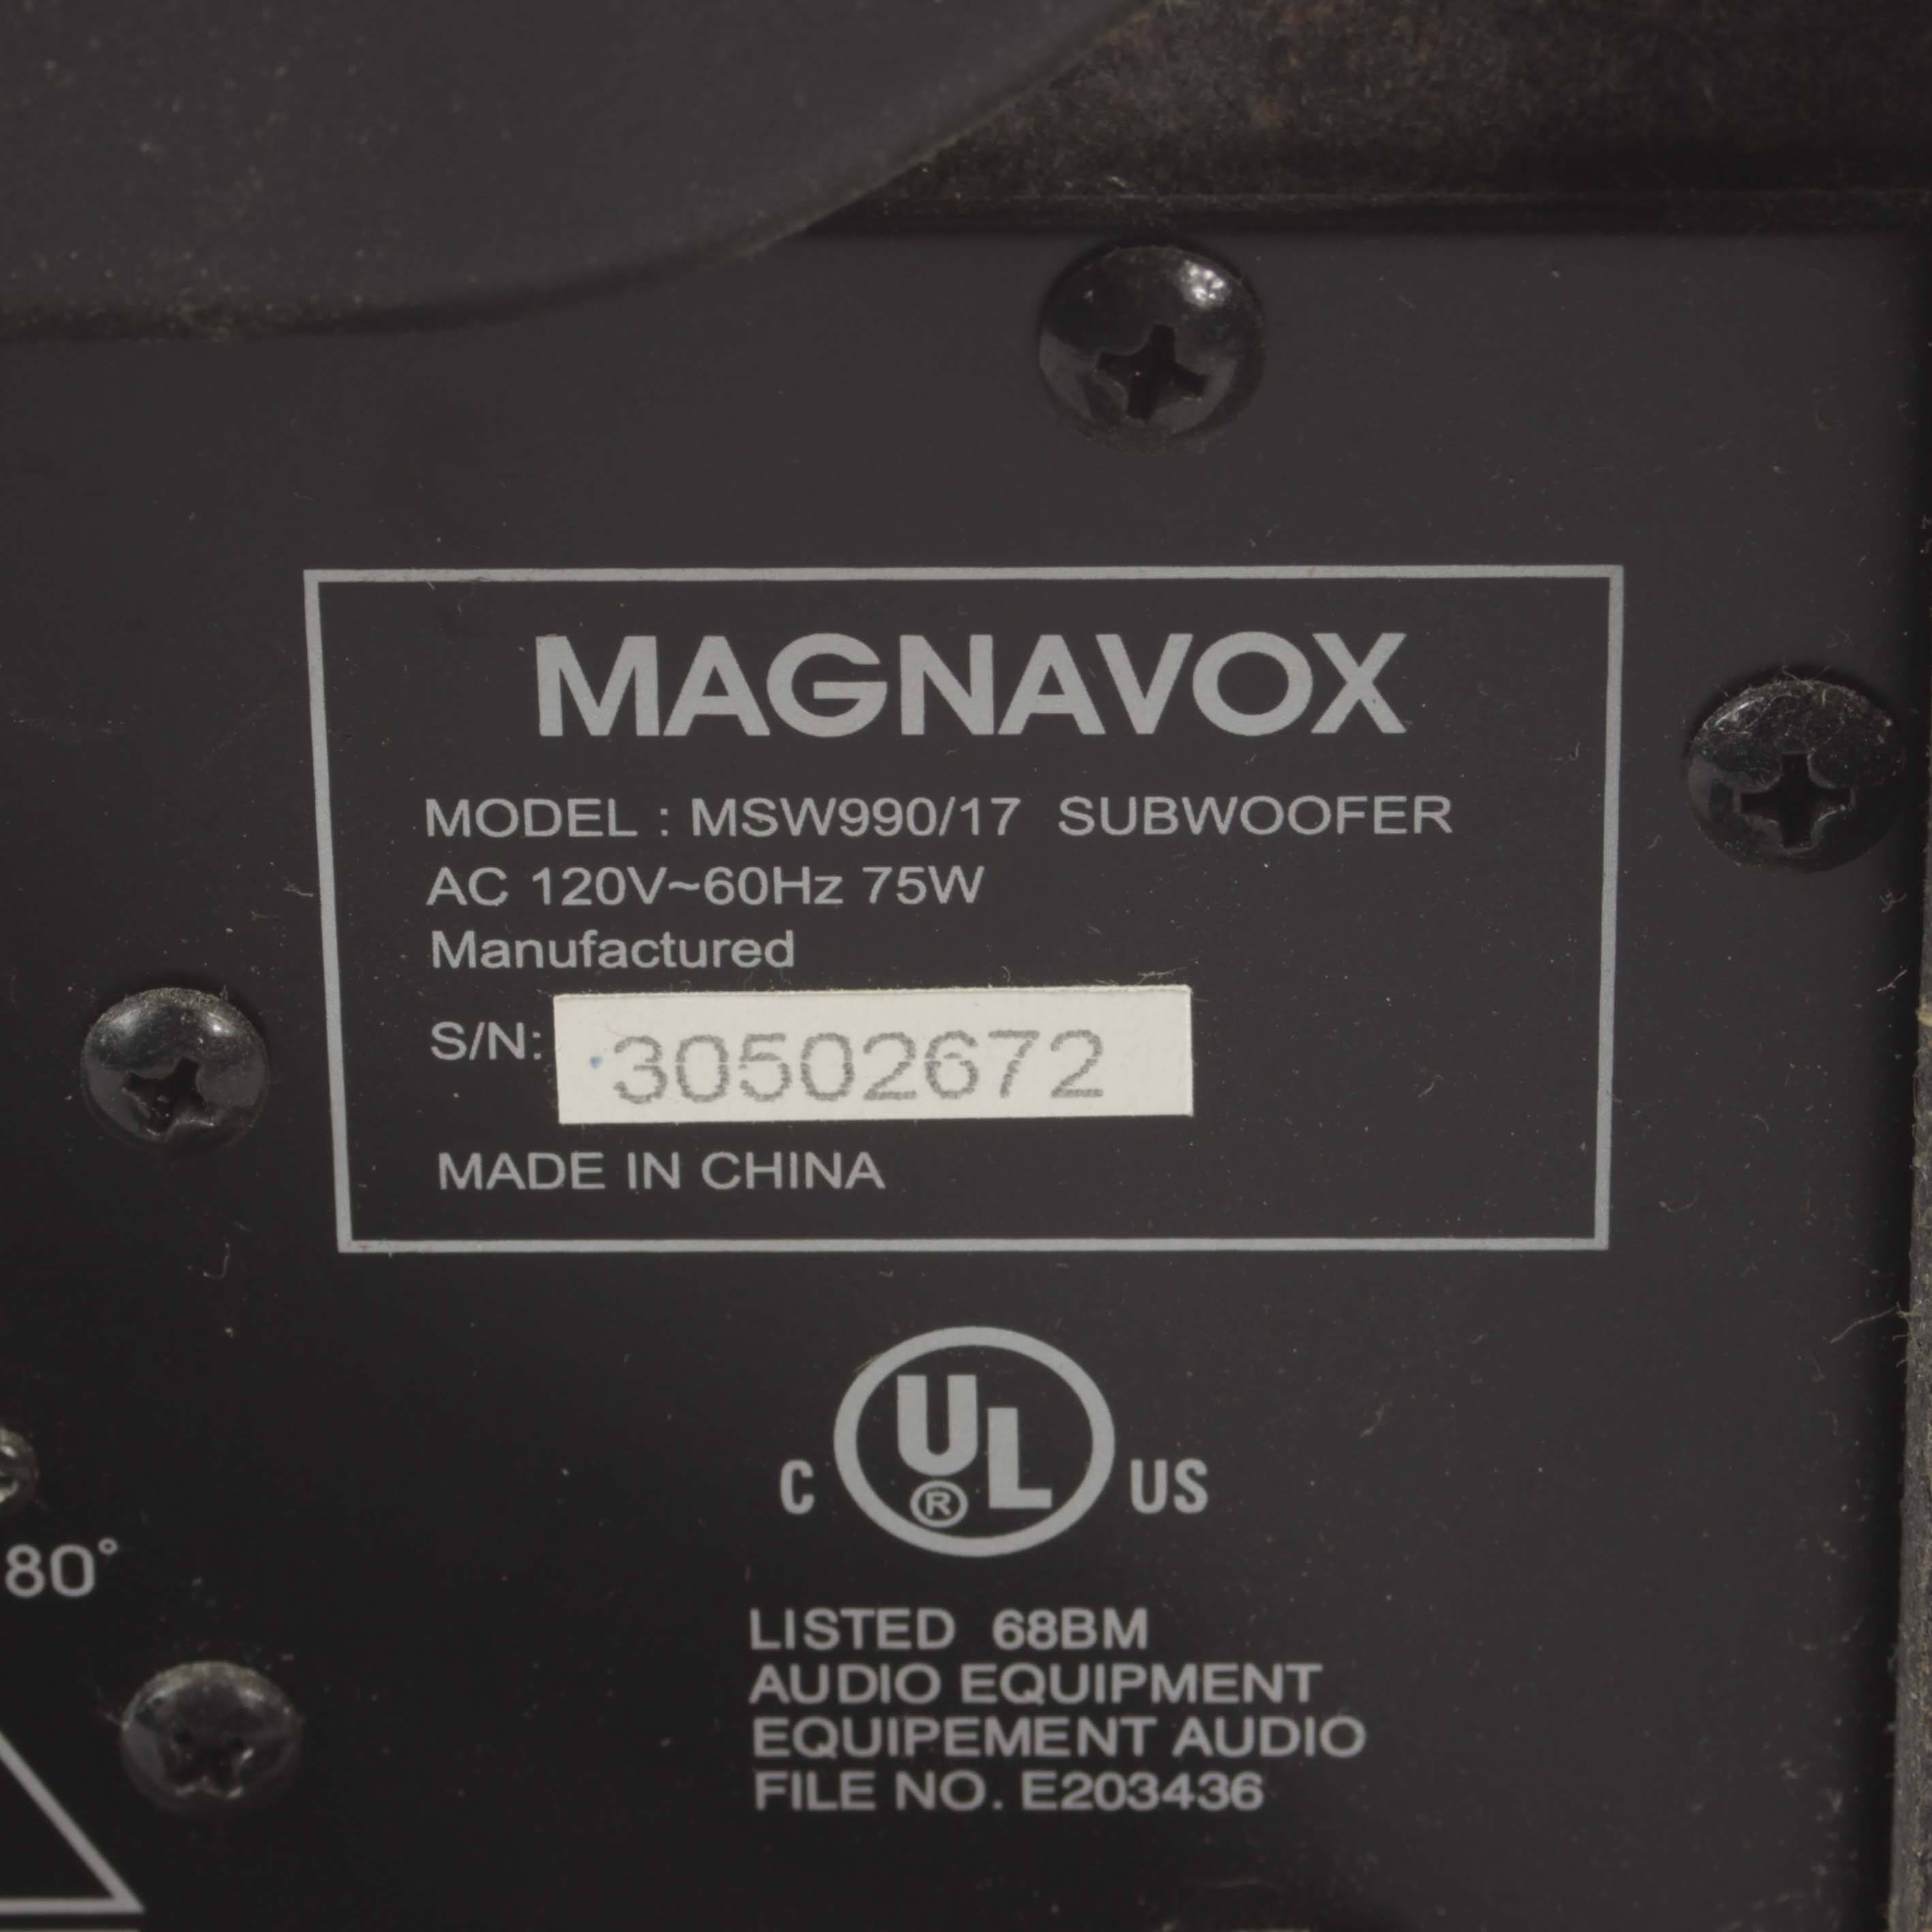 MAGNAVOX
MODEL : MSW990/17 SUBWOOFER
AC 120V~60Hz 75W
Manufactured
S/N: 30502672
MADE IN CHINA
C UL® US
80°
LISTED 68BM
AUDIO EQUIPMENT
EQUIPEMENT AUDIO
FILE NO. E203436